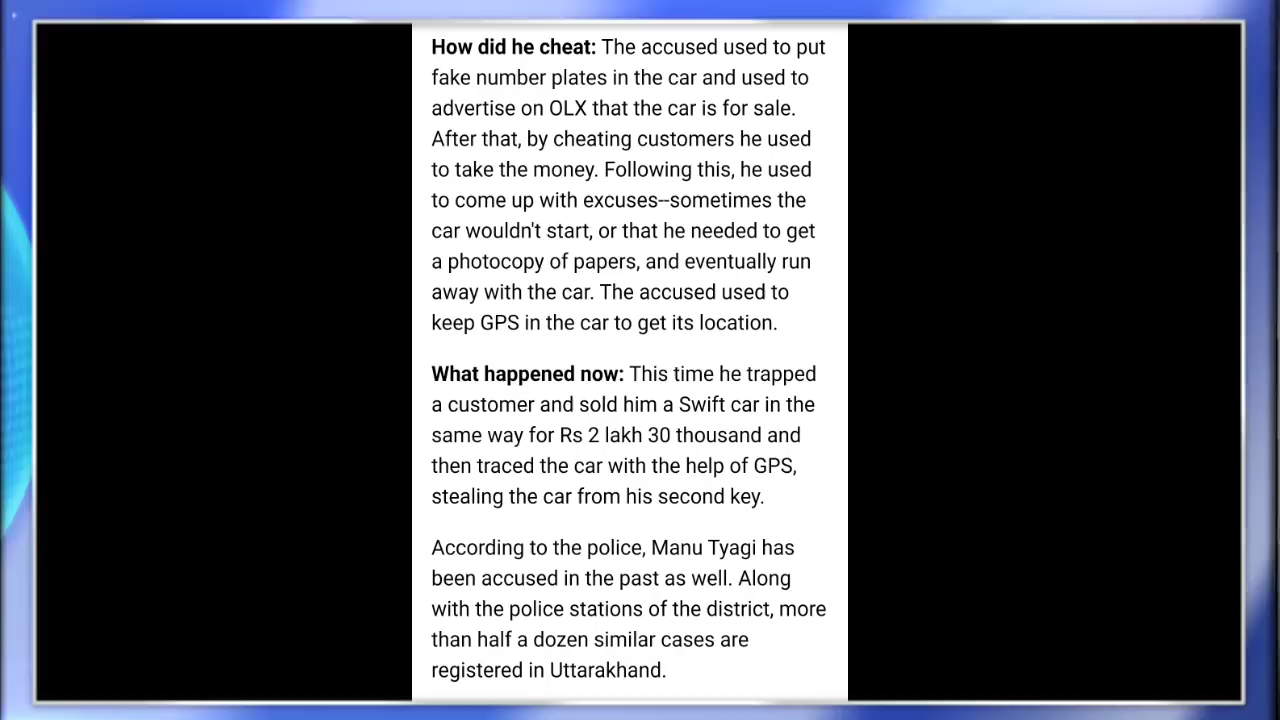 How did he cheat: The accused used to put
fake number plates in the car and used to
advertise on OLX that the car is for sale.
After that, by cheating customers he used
to take the money. Following this, he used
to come up with excuses--sometimes the
car wouldn't start, or that he needed to get
a photocopy of papers, and eventually run
away with the car. The accused used to
keep GPS in the car to get its location.
What happened now: This time he trapped
a customer and sold him a Swift car in the
same way for Rs 2 lakh 30 thousand and
then traced the car with the help of GPS,
stealing the car from his second key.
According to the police, Manu Tyagi has
been accused in the past as well. Along
with the police stations of the district, more
than half a dozen similar cases are
registered in Uttarakhand.